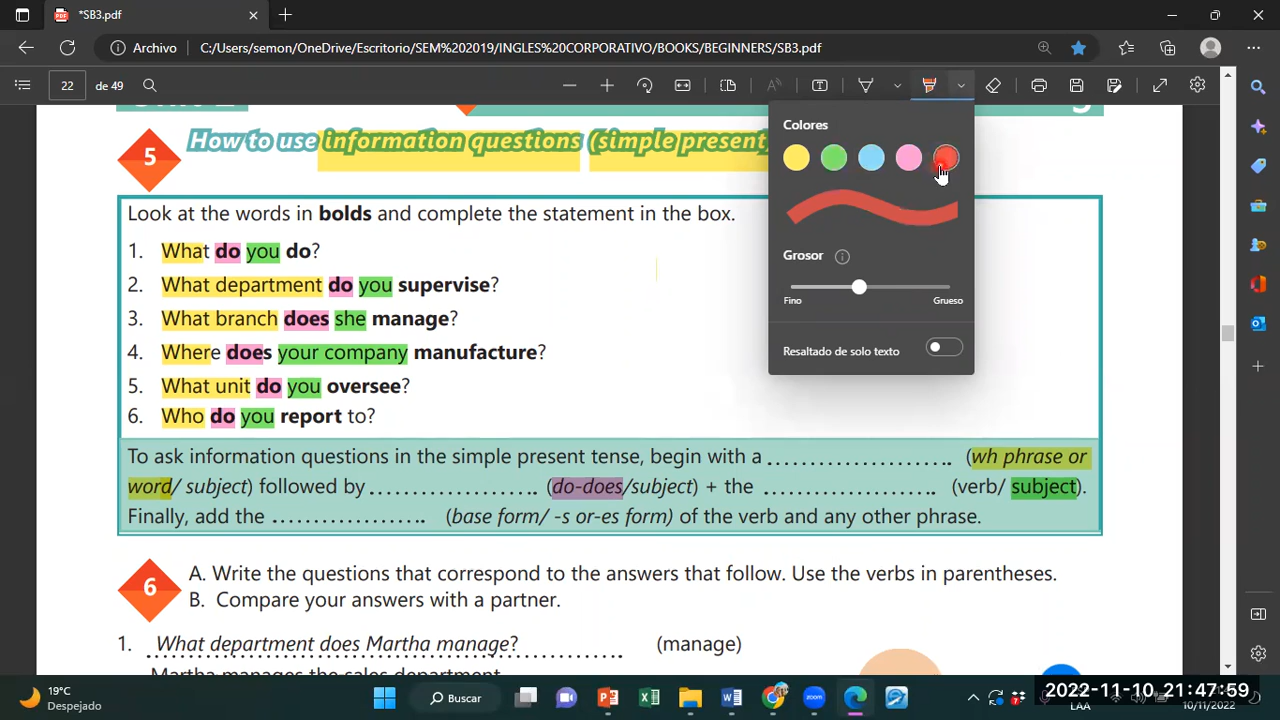 *SB3.pdf
Archivo C:/Users/semon/OneDrive/Escritorio/SEM%202019/INGLES%20CORPORATIVO/BOOKS/BEGINNERS/SB3.pdf
22 de 49
5 How to use information questions (simple present)
Look at the words in bolds and complete the statement in the box.
1. What do you do?
2. What department do you supervise?
3. What branch does she manage?
4. Where does your company manufacture?
5. What unit do you oversee?
6. Who do you report to?
To ask information questions in the simple present tense, begin with a ...................... (wh phrase or
word/ subject) followed by .................... (do-does/subject) + the ..................... (verb/ subject).
Finally, add the ................... (base form/ -s or-es form) of the verb and any other phrase.
6 A. Write the questions that correspond to the answers that follow. Use the verbs in parentheses.
B. Compare your answers with a partner.
1. What department does Martha manage? (manage)
Martha manages the sales department
Colores
Grosor
Fino Grueso
Resaltado de solo texto
19°C
Despejado
Buscar
2022-11-10 21:47:59
LAA 10/11/2022